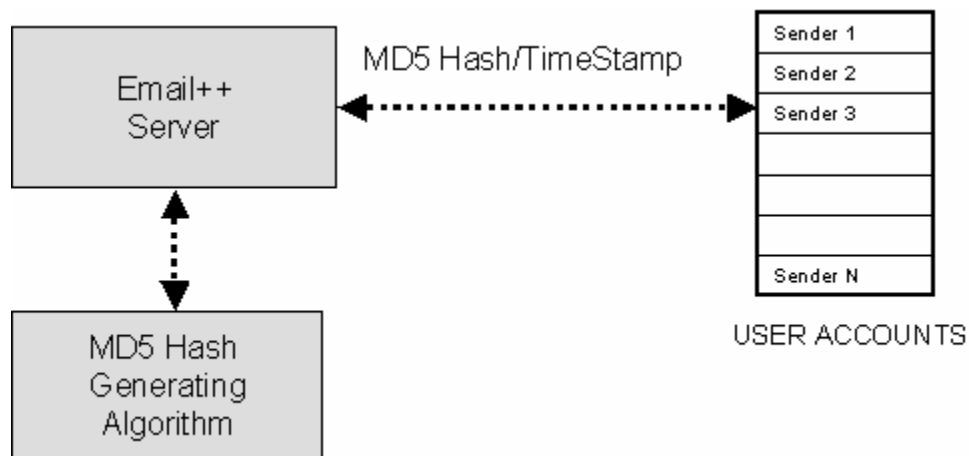 Email++
Server
MD5 Hash/TimeStamp
Sender 1
Sender 2
Sender 3
Sender N
USER ACCOUNTS
MD5 Hash
Generating
Algorithm